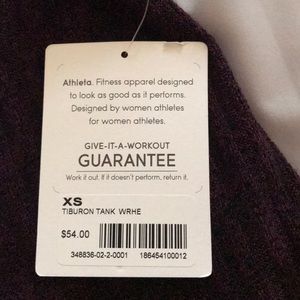 Athleta. Fitness apparel designed
to look as good as it performs.
Designed by women athletes
for women athletes.
GIVE-IT-A-WORKOUT
GUARANTEE
Work it out. If it doesn't perform, return it.
XS
TIBURON TANK WRHE
$54.00
348836-02-2-0001 186454100012